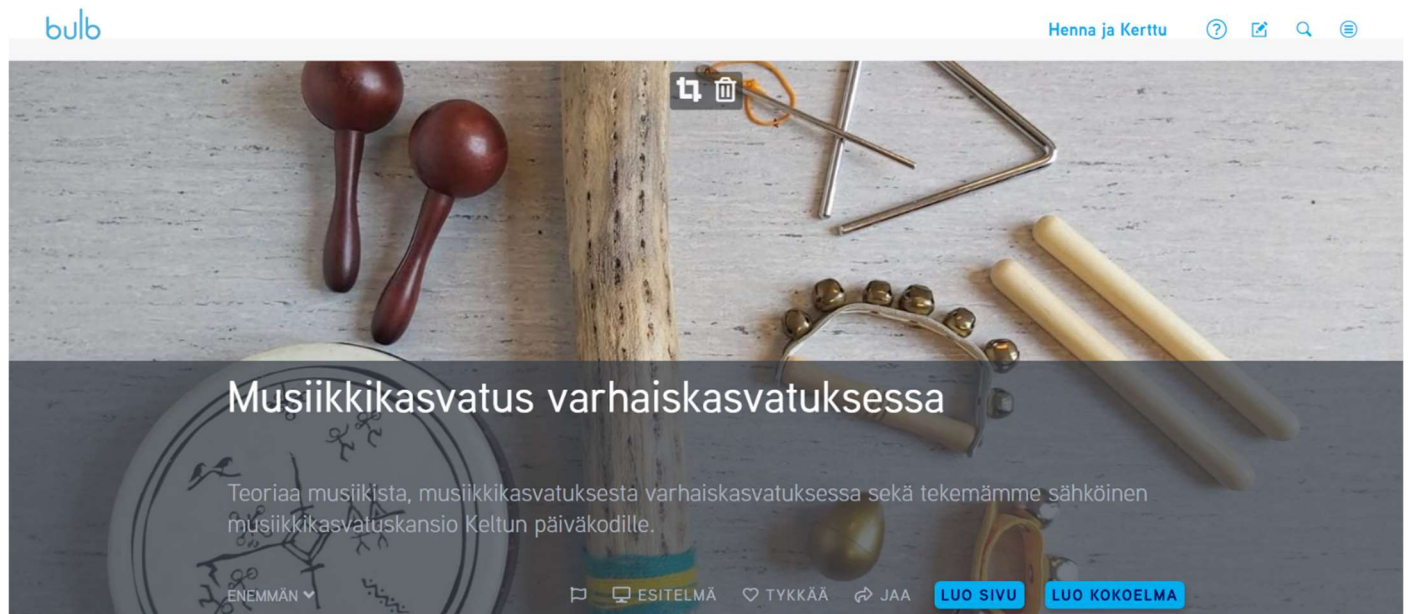 bulb
Henna ja Kerttu
Musiikkikasvatus varhaiskasvatuksessa
Teoriaa musiikista, musiikkikasvatuksesta varhaiskasvatuksessa sekä tekemämme sähköinen
musiikkikasvatuskansio Keltun päiväkodille.
ENEMMÄN
ESITELMÄ
TYKKÄÄ
JAA
LUO SIVU
LUO KOKOELMA